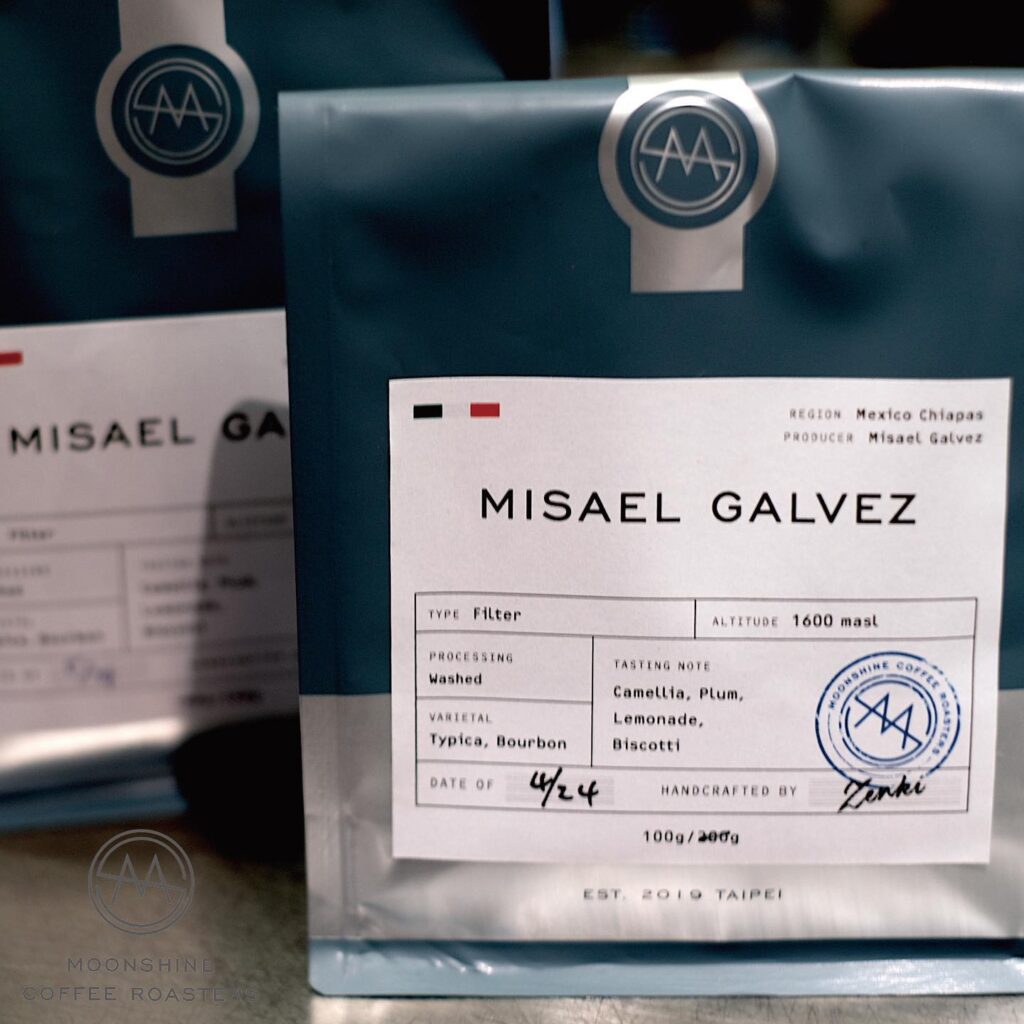 MISAEL GA
Filter
REGION Mexico Chiapas
PRODUCER Misael Galvez
MISAEL GALVEZ
TYPE Filter
ALTITUDE 1600 masl
PROCESSING
Washed
VARIETAL
Typica, Bourbon
TASTING NOTE
Camellia, Plum,
Lemonade,
Biscotti
MOONSHINE COFFEE ROASTERS
DATE OF 4/24
HANDCRAFTED BY Zenki
100g/200g
EST. 2019 TAIPEI
MOONSHINE
COFFEE ROASTERS